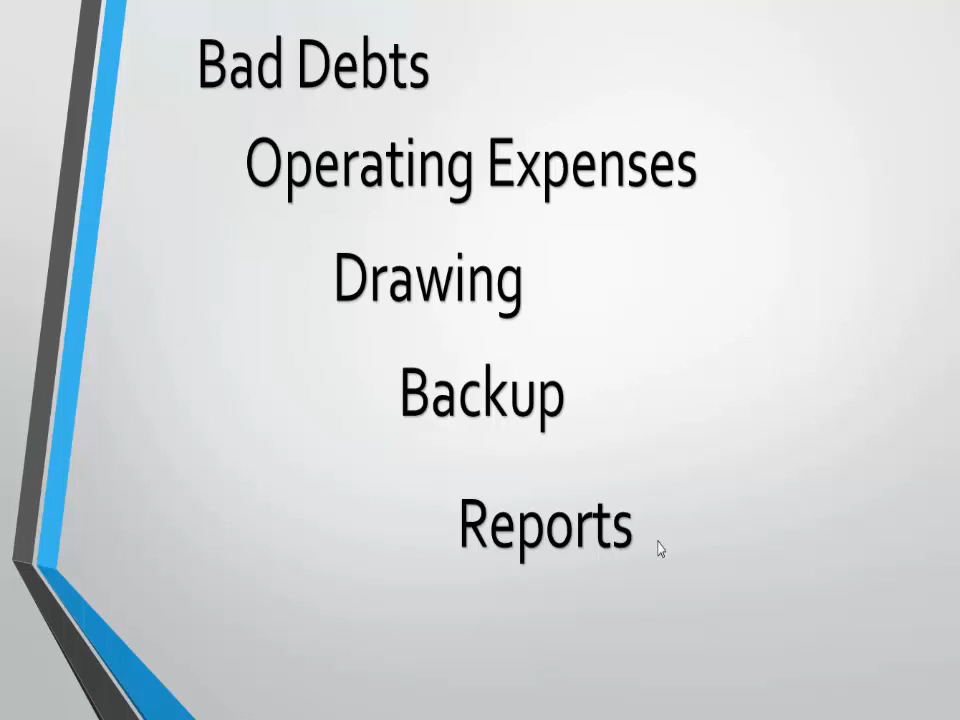 Bad Debts
Operating Expenses
Drawing
Backup
Reports